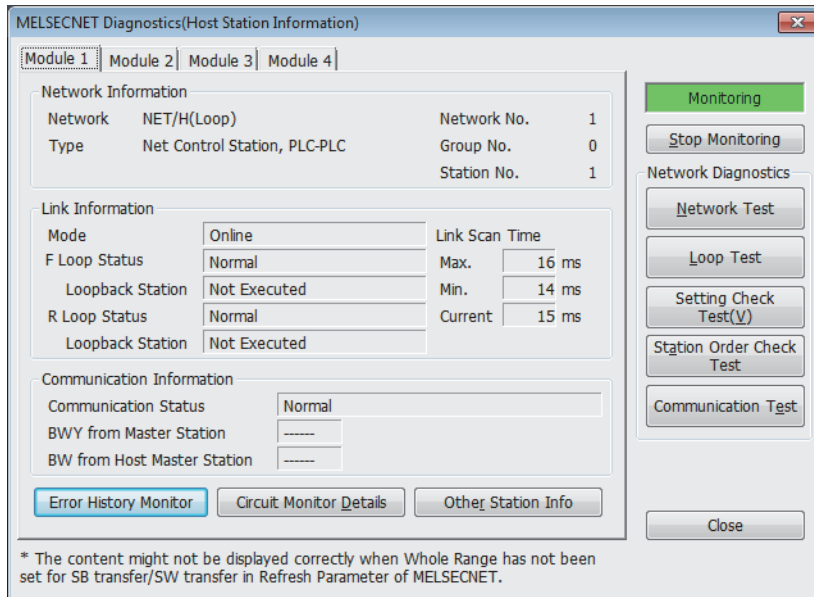 MELSECNET Diagnostics(Host Station Information)
Module 1 Module 2 Module 3 Module 4
Network Information
Network NET/H(Loop) Network No. 1
Type Net Control Station, PLC-PLC Group No. 0
Station No. 1
Link Information
Mode Online Link Scan Time
F Loop Status Normal Max. 16 ms
Loopback Station Not Executed Min. 14 ms
R Loop Status Normal Current 15 ms
Loopback Station Not Executed
Communication Information
Communication Status Normal
BWY from Master Station ------
BW from Host Master Station ------
Error History Monitor Circuit Monitor Details Other Station Info
* The content might not be displayed correctly when Whole Range has not been
set for SB transfer/SW transfer in Refresh Parameter of MELSECNET.
Monitoring
Stop Monitoring
Network Diagnostics
Network Test
Loop Test
Setting Check
Test(V)
Station Order Check
Test
Communication Test
Close